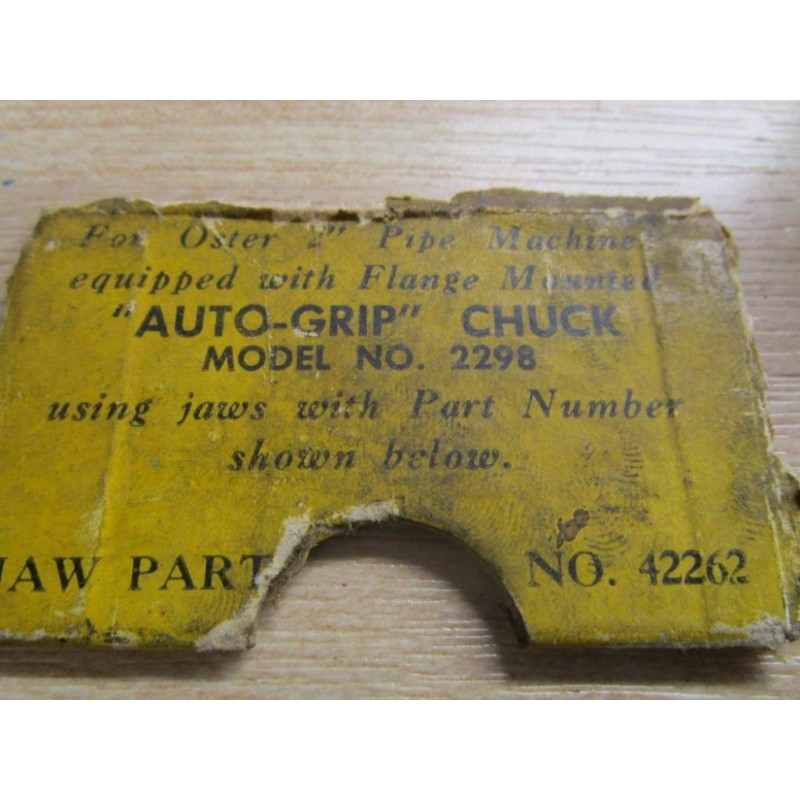 For Oster 2" Pipe Machine
equipped with Flange Mounted
"AUTO-GRIP" CHUCK
MODEL NO. 2298
using jaws with Part Number
shown below.
JAW PART NO. 42262